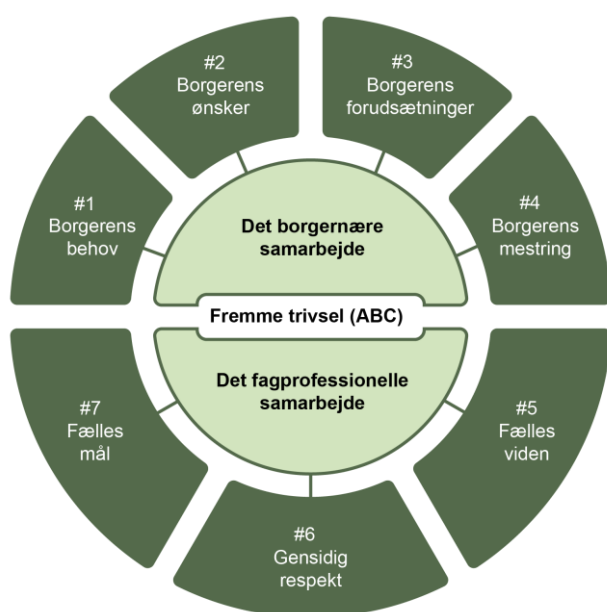 #1
Borgerens
behov
#2
Borgerens
ønsker
#3
Borgerens
forudsætninger
#4
Borgerens
mestring
Det borgernære
samarbejde
Fremme trivsel (ABC)
Det fagprofessionelle
samarbejde
#5
Fælles
viden
#6
Gensidig
respekt
#7
Fælles
mål